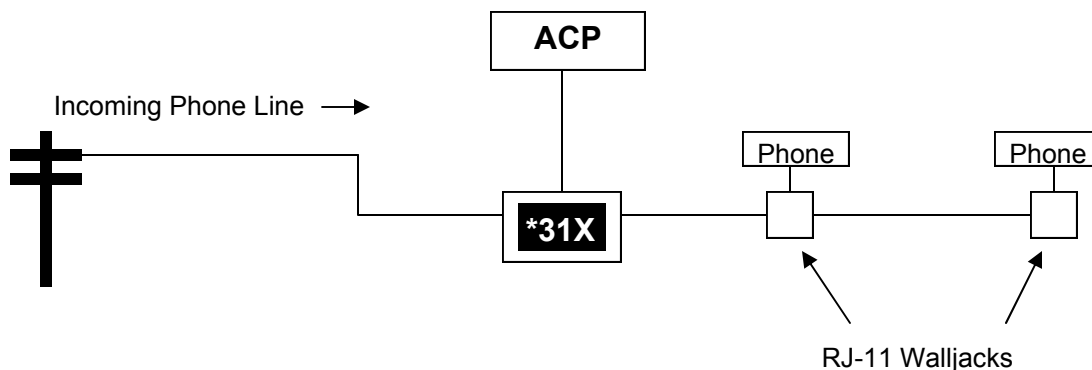 ACP
Incoming Phone Line
Phone
Phone
*31X
RJ-11 Walljacks